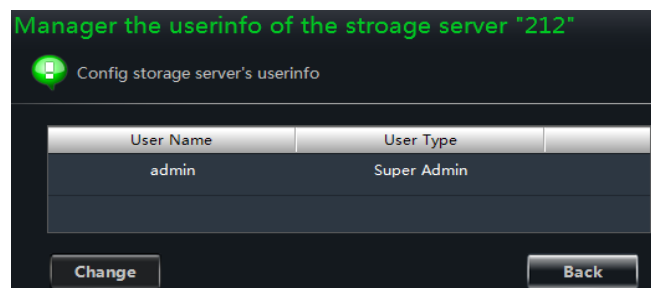 Manager the userinfo of the stroage server "212"
Config storage server's userinfo
User Name User Type
admin Super Admin
Change Back